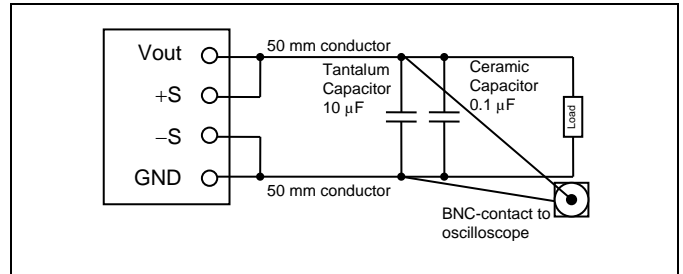 Vout
50 mm conductor
+S
Tantalum
Capacitor
10 µF
Ceramic
Capacitor
0.1 µF
Load
−S
GND
50 mm conductor
BNC-contact to
oscilloscope